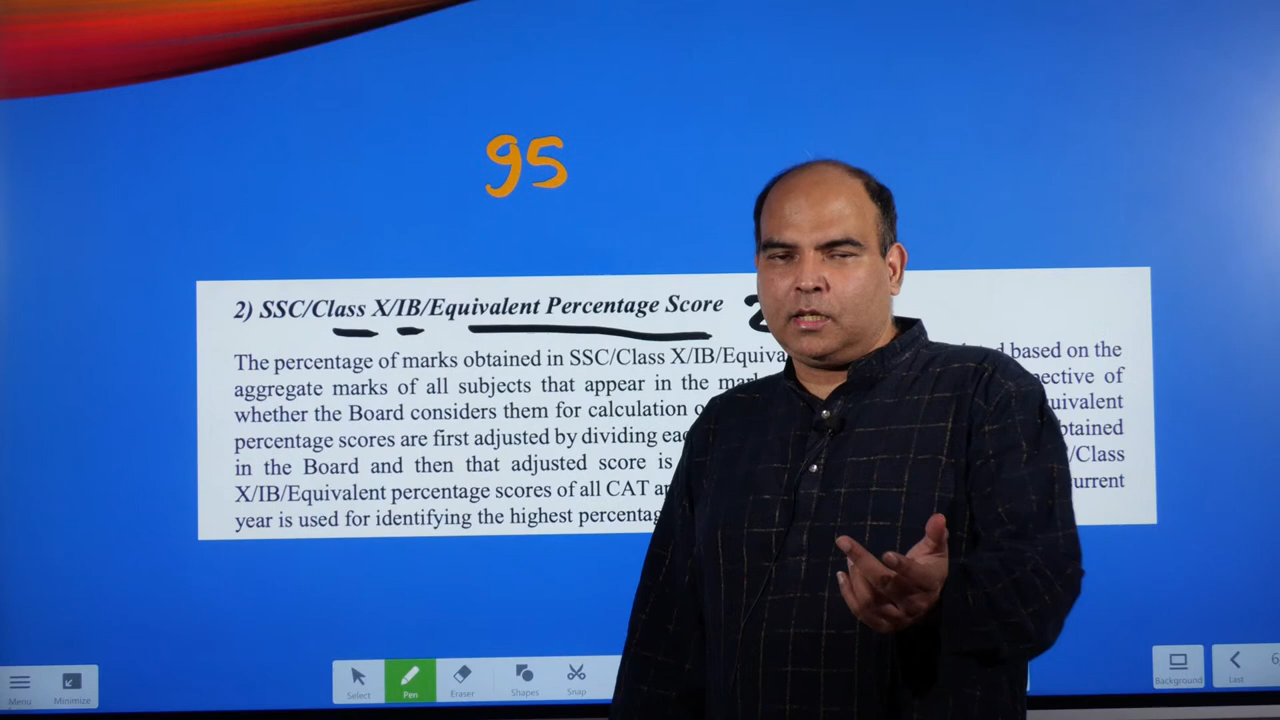 95
2) SSC/Class X/IB/Equivalent Percentage Score
The percentage of marks obtained in SSC/Class X/IB/Equiva based on the
aggregate marks of all subjects that appear in the mar ective of
whether the Board considers them for calculation uivalent
percentage scores are first adjusted by dividing eac btained
in the Board and then that adjusted score is /Class
X/IB/Equivalent percentage scores of all CAT urrent
year is used for identifying the highest percentag
Menu Minimize Select Pen Eraser Shapes Snap Background Last